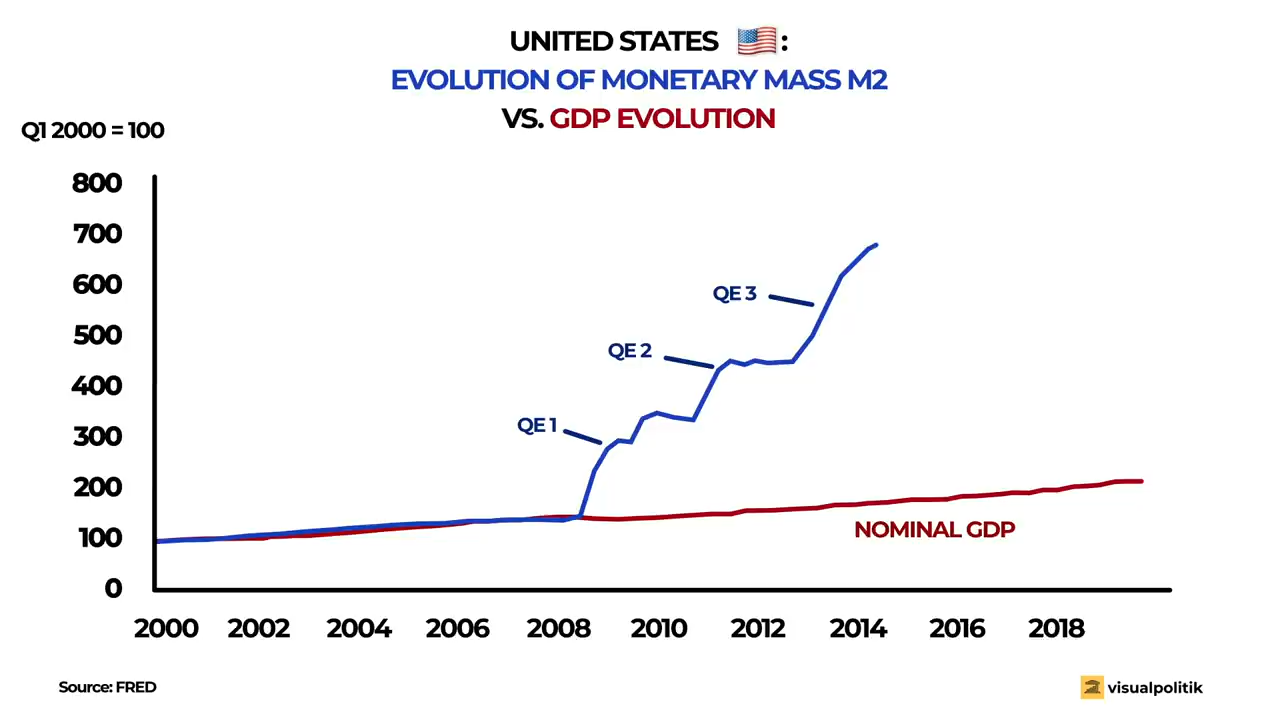 UNITED STATES 🇺🇸:
EVOLUTION OF MONETARY MASS M2
VS. GDP EVOLUTION
Q1 2000 = 100
800
700
600
500
400
300
200
100
0
QE 3
QE 2
QE 1
NOMINAL GDP
2000 2002 2004 2006 2008 2010 2012 2014 2016 2018
Source: FRED
visualpolitik